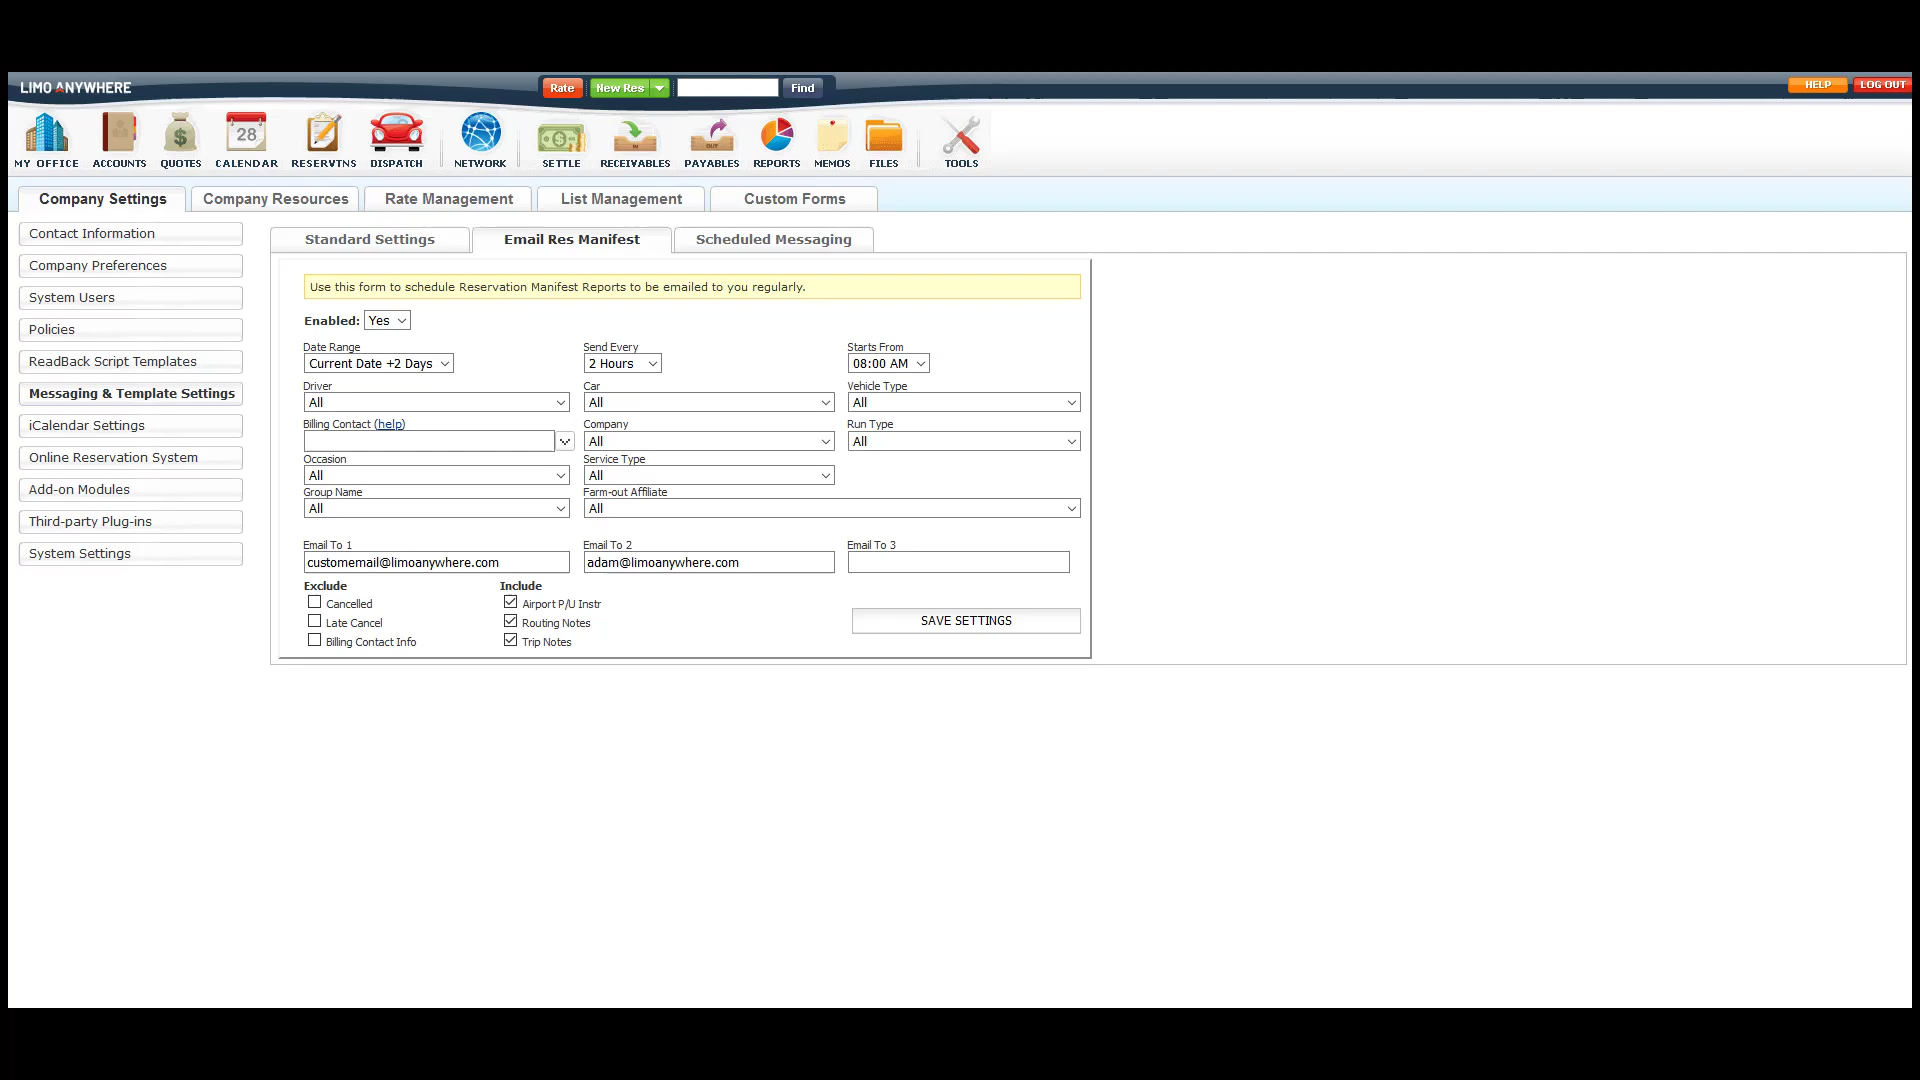 LIMO ANYWHERE
Rate New Res Find HELP LOG OUT
28
IN OUT
MY OFFICE ACCOUNTS QUOTES CALENDAR RESERVTNS DISPATCH NETWORK SETTLE RECEIVABLES PAYABLES REPORTS MEMOS FILES TOOLS
Company Settings Company Resources Rate Management List Management Custom Forms
Contact Information
Company Preferences
System Users
Policies
ReadBack Script Templates
Messaging & Template Settings
iCalendar Settings
Online Reservation System
Add-on Modules
Third-party Plug-ins
System Settings
Standard Settings Email Res Manifest Scheduled Messaging
Use this form to schedule Reservation Manifest Reports to be emailed to you regularly.
Enabled: Yes
Date Range Send Every Starts From
Current Date +2 Days 2 Hours 08:00 AM
Driver Car Vehicle Type
All All All
Billing Contact (help) Company Run Type
All All
Occasion Service Type
All All
Group Name Farm-out Affiliate
All All
Email To 1 Email To 2 Email To 3
customemail@limoanywhere.com adam@limoanywhere.com
Exclude Include
Cancelled Airport P/U Instr
Late Cancel Routing Notes
Billing Contact Info Trip Notes
SAVE SETTINGS